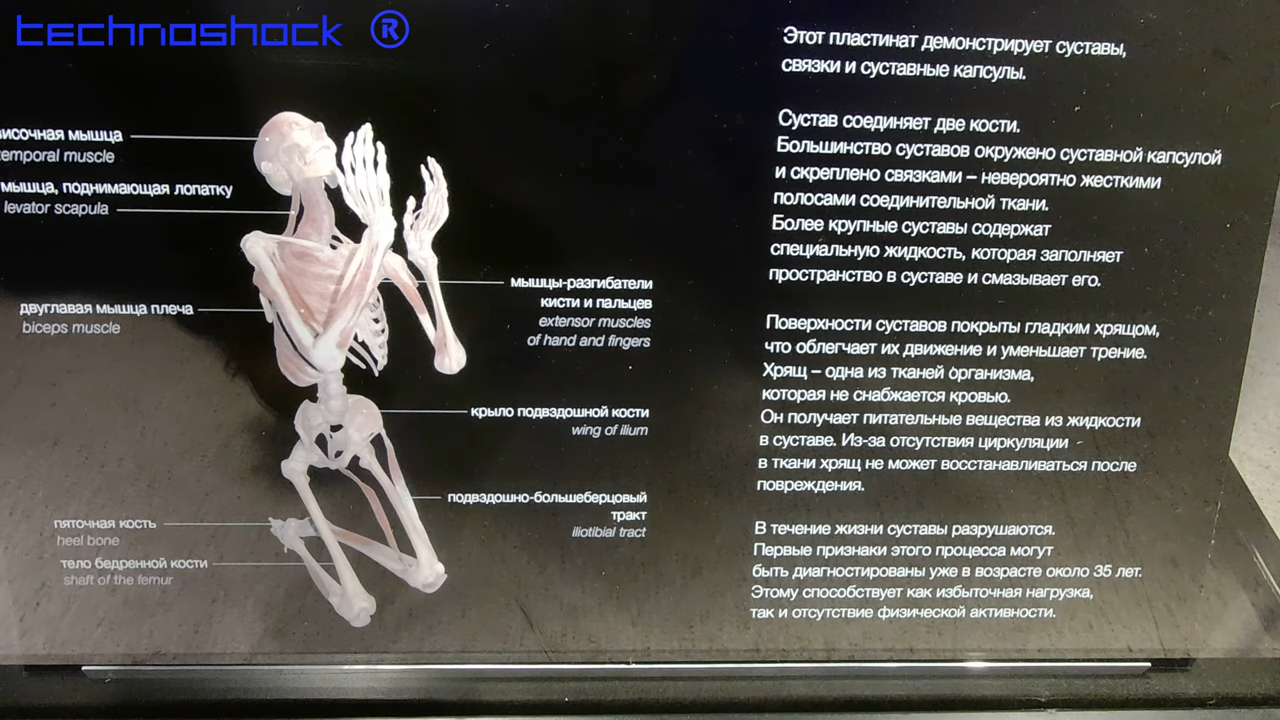 technoshock ®
височная мышца
temporal muscle
мышца, поднимающая лопатку
levator scapula
двуглавая мышца плеча
biceps muscle
мышцы-разгибатели
кисти и пальцев
extensor muscles
of hand and fingers
крыло подвздошной кости
wing of ilium
подвздошно-большеберцовый
тракт
iliotibial tract
пяточная кость
heel bone
тело бедренной кости
shaft of the femur
Этот пластинат демонстрирует суставы,
связки и суставные капсулы.
Сустав соединяет две кости.
Большинство суставов окружено суставной капсулой
и скреплено связками – невероятно жесткими
полосами соединительной ткани.
Более крупные суставы содержат
специальную жидкость, которая заполняет
пространство в суставе и смазывает его.
Поверхности суставов покрыты гладким хрящом,
что облегчает их движение и уменьшает трение.
Хрящ – одна из тканей организма,
которая не снабжается кровью.
Он получает питательные вещества из жидкости
в суставе. Из-за отсутствия циркуляции
в ткани хрящ не может восстанавливаться после
повреждения.
В течение жизни суставы разрушаются.
Первые признаки этого процесса могут
быть диагностированы уже в возрасте около 35 лет.
Этому способствует как избыточная нагрузка,
так и отсутствие физической активности.